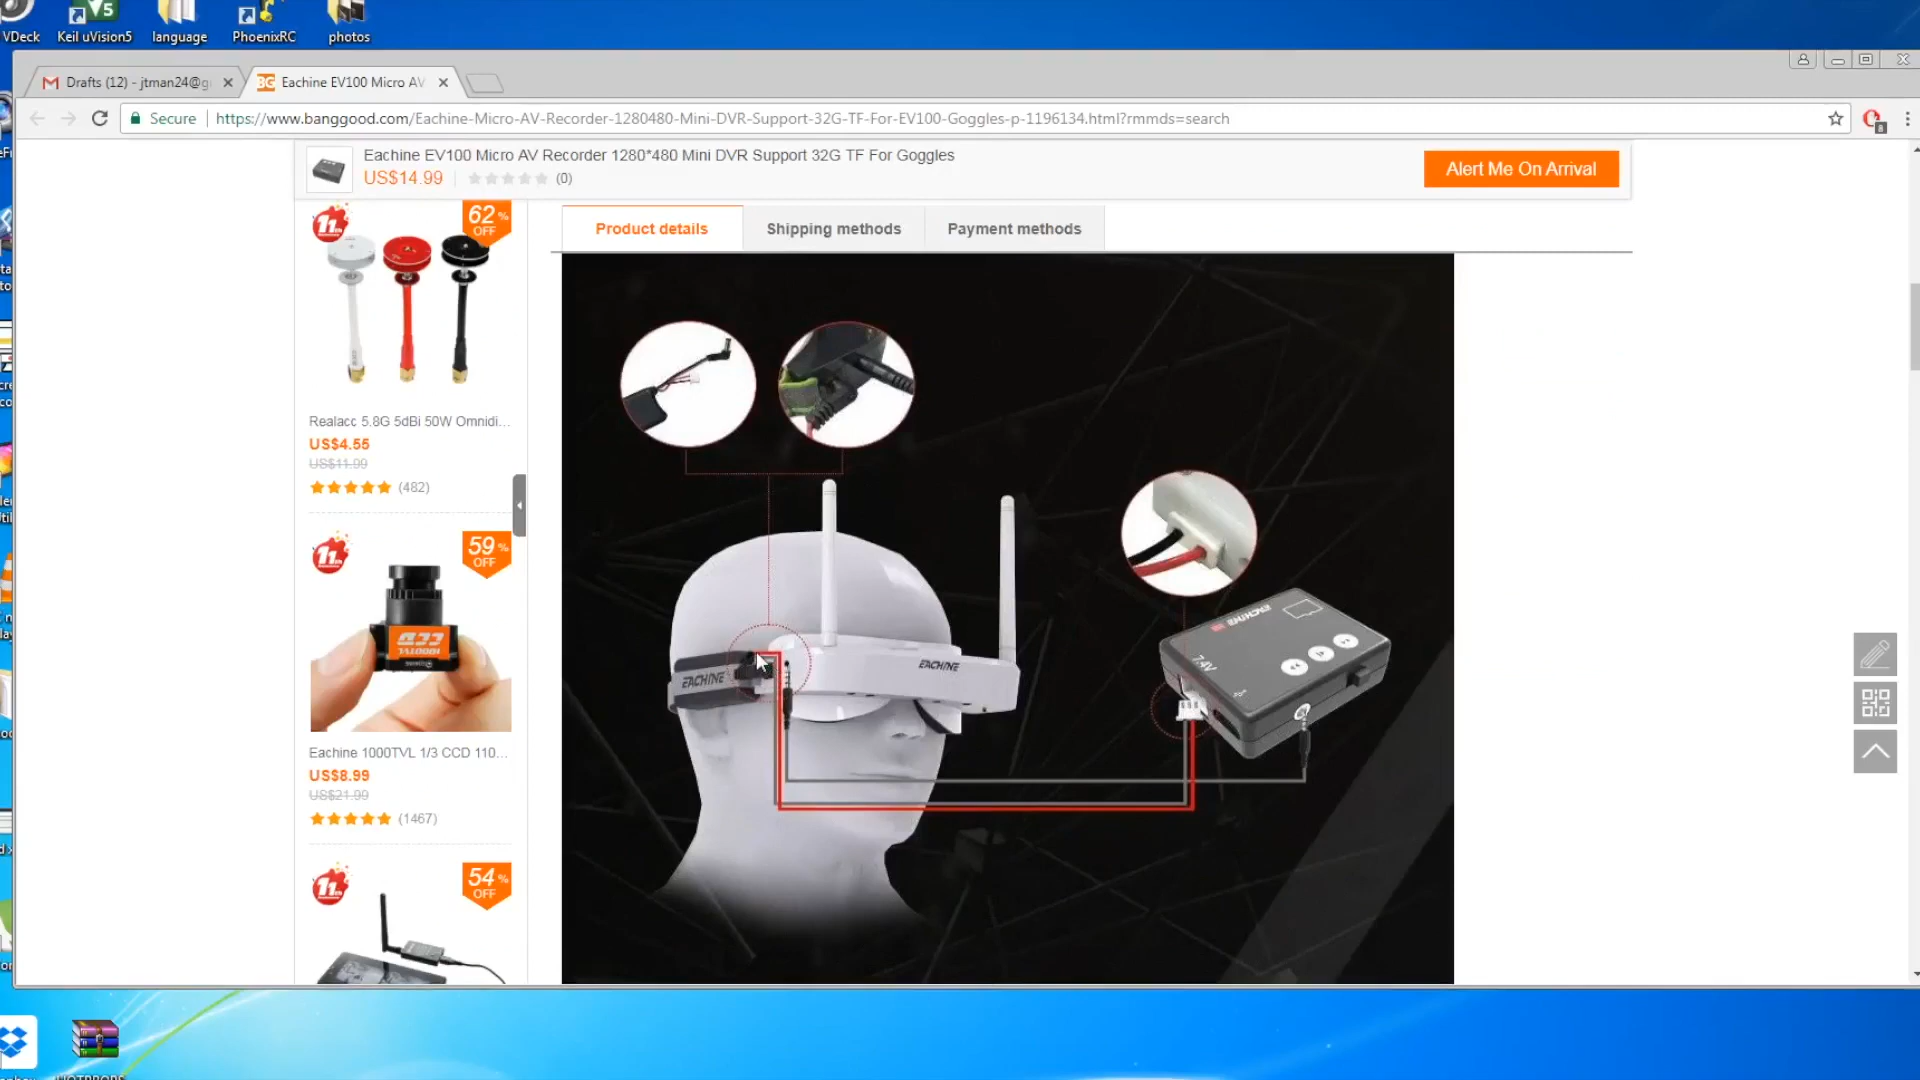 VDeck
Keil uVision5
language
PhoenixRC
photos
Drafts (12) - jtman24@g
Eachine EV100 Micro AV
Secure
https://www.banggood.com/Eachine-Micro-AV-Recorder-1280480-Mini-DVR-Support-32G-TF-For-EV100-Goggles-p-1196134.html?rmmds=search
Eachine EV100 Micro AV Recorder 1280*480 Mini DVR Support 32G TF For Goggles
US$14.99
(0)
Alert Me On Arrival
Product details
Shipping methods
Payment methods
62% OFF
Realacc 5.8G 5dBi 50W Omnidi...
US$4.55
US$11.99
(482)
59% OFF
Eachine 1000TVL 1/3 CCD 110...
US$8.99
US$21.99
(1467)
54% OFF
EACHINE
EACHINE
EACHINE
7.4V